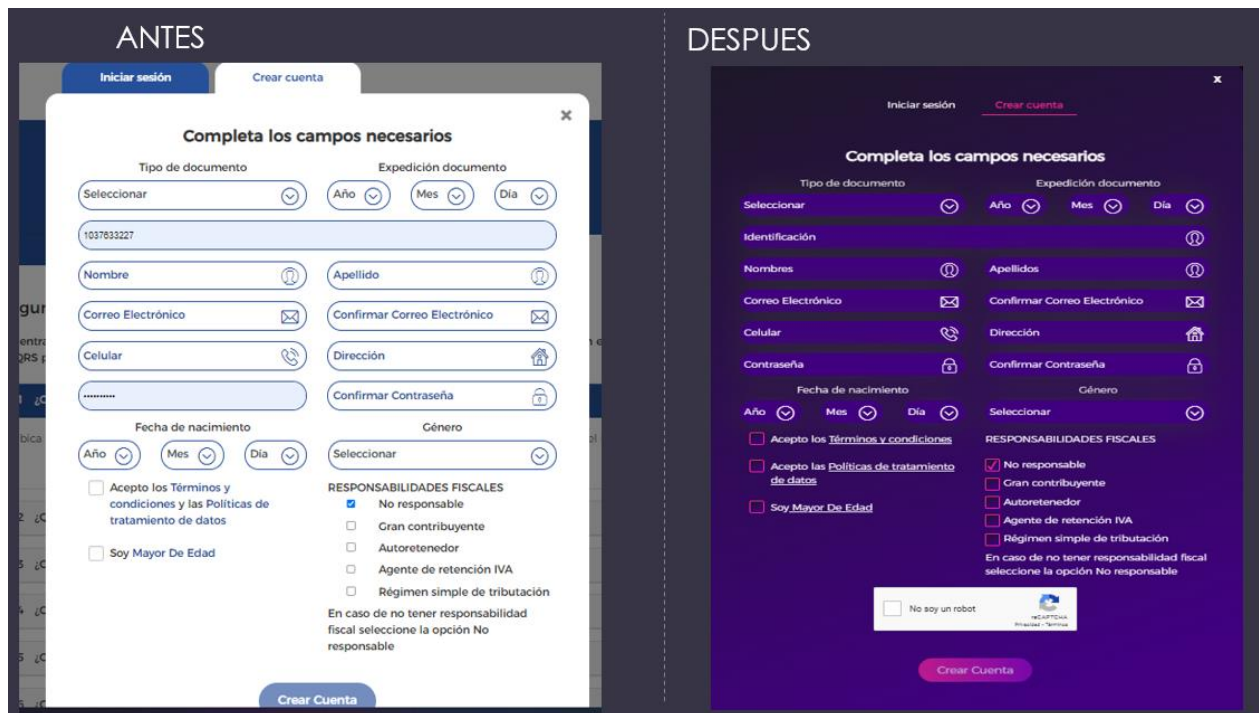 ANTES
Iniciar sesión Crear cuenta
×
Completa los campos necesarios
Tipo de documento Expedición documento
Seleccionar Año Mes Día
1037633227
Nombre Apellido
Correo Electrónico Confirmar Correo Electrónico
Celular Dirección
•••••••••• Confirmar Contraseña
Fecha de nacimiento Género
Año Mes Día Seleccionar
Acepto los Términos y
condiciones y las Políticas de
tratamiento de datos
Soy Mayor De Edad
RESPONSABILIDADES FISCALES
No responsable
Gran contribuyente
Autoretenedor
Agente de retención IVA
Régimen simple de tributación
En caso de no tener responsabilidad
fiscal seleccione la opción No
responsable
Crear Cuenta
DESPUES
x
Iniciar sesión Crear cuenta
Completa los campos necesarios
Tipo de documento Expedición documento
Seleccionar Año Mes Día
Identificación
Nombres Apellidos
Correo Electrónico Confirmar Correo Electrónico
Celular Dirección
Contraseña Confirmar Contraseña
Fecha de nacimiento Género
Año Mes Día Seleccionar
Acepto los Términos y condiciones
Acepto las Políticas de tratamiento
de datos
Soy Mayor De Edad
RESPONSABILIDADES FISCALES
No responsable
Gran contribuyente
Autoretenedor
Agente de retención IVA
Régimen simple de tributación
En caso de no tener responsabilidad fiscal
seleccione la opción No responsable
No soy un robot
reCAPTCHA
Privacidad - Términos
Crear Cuenta